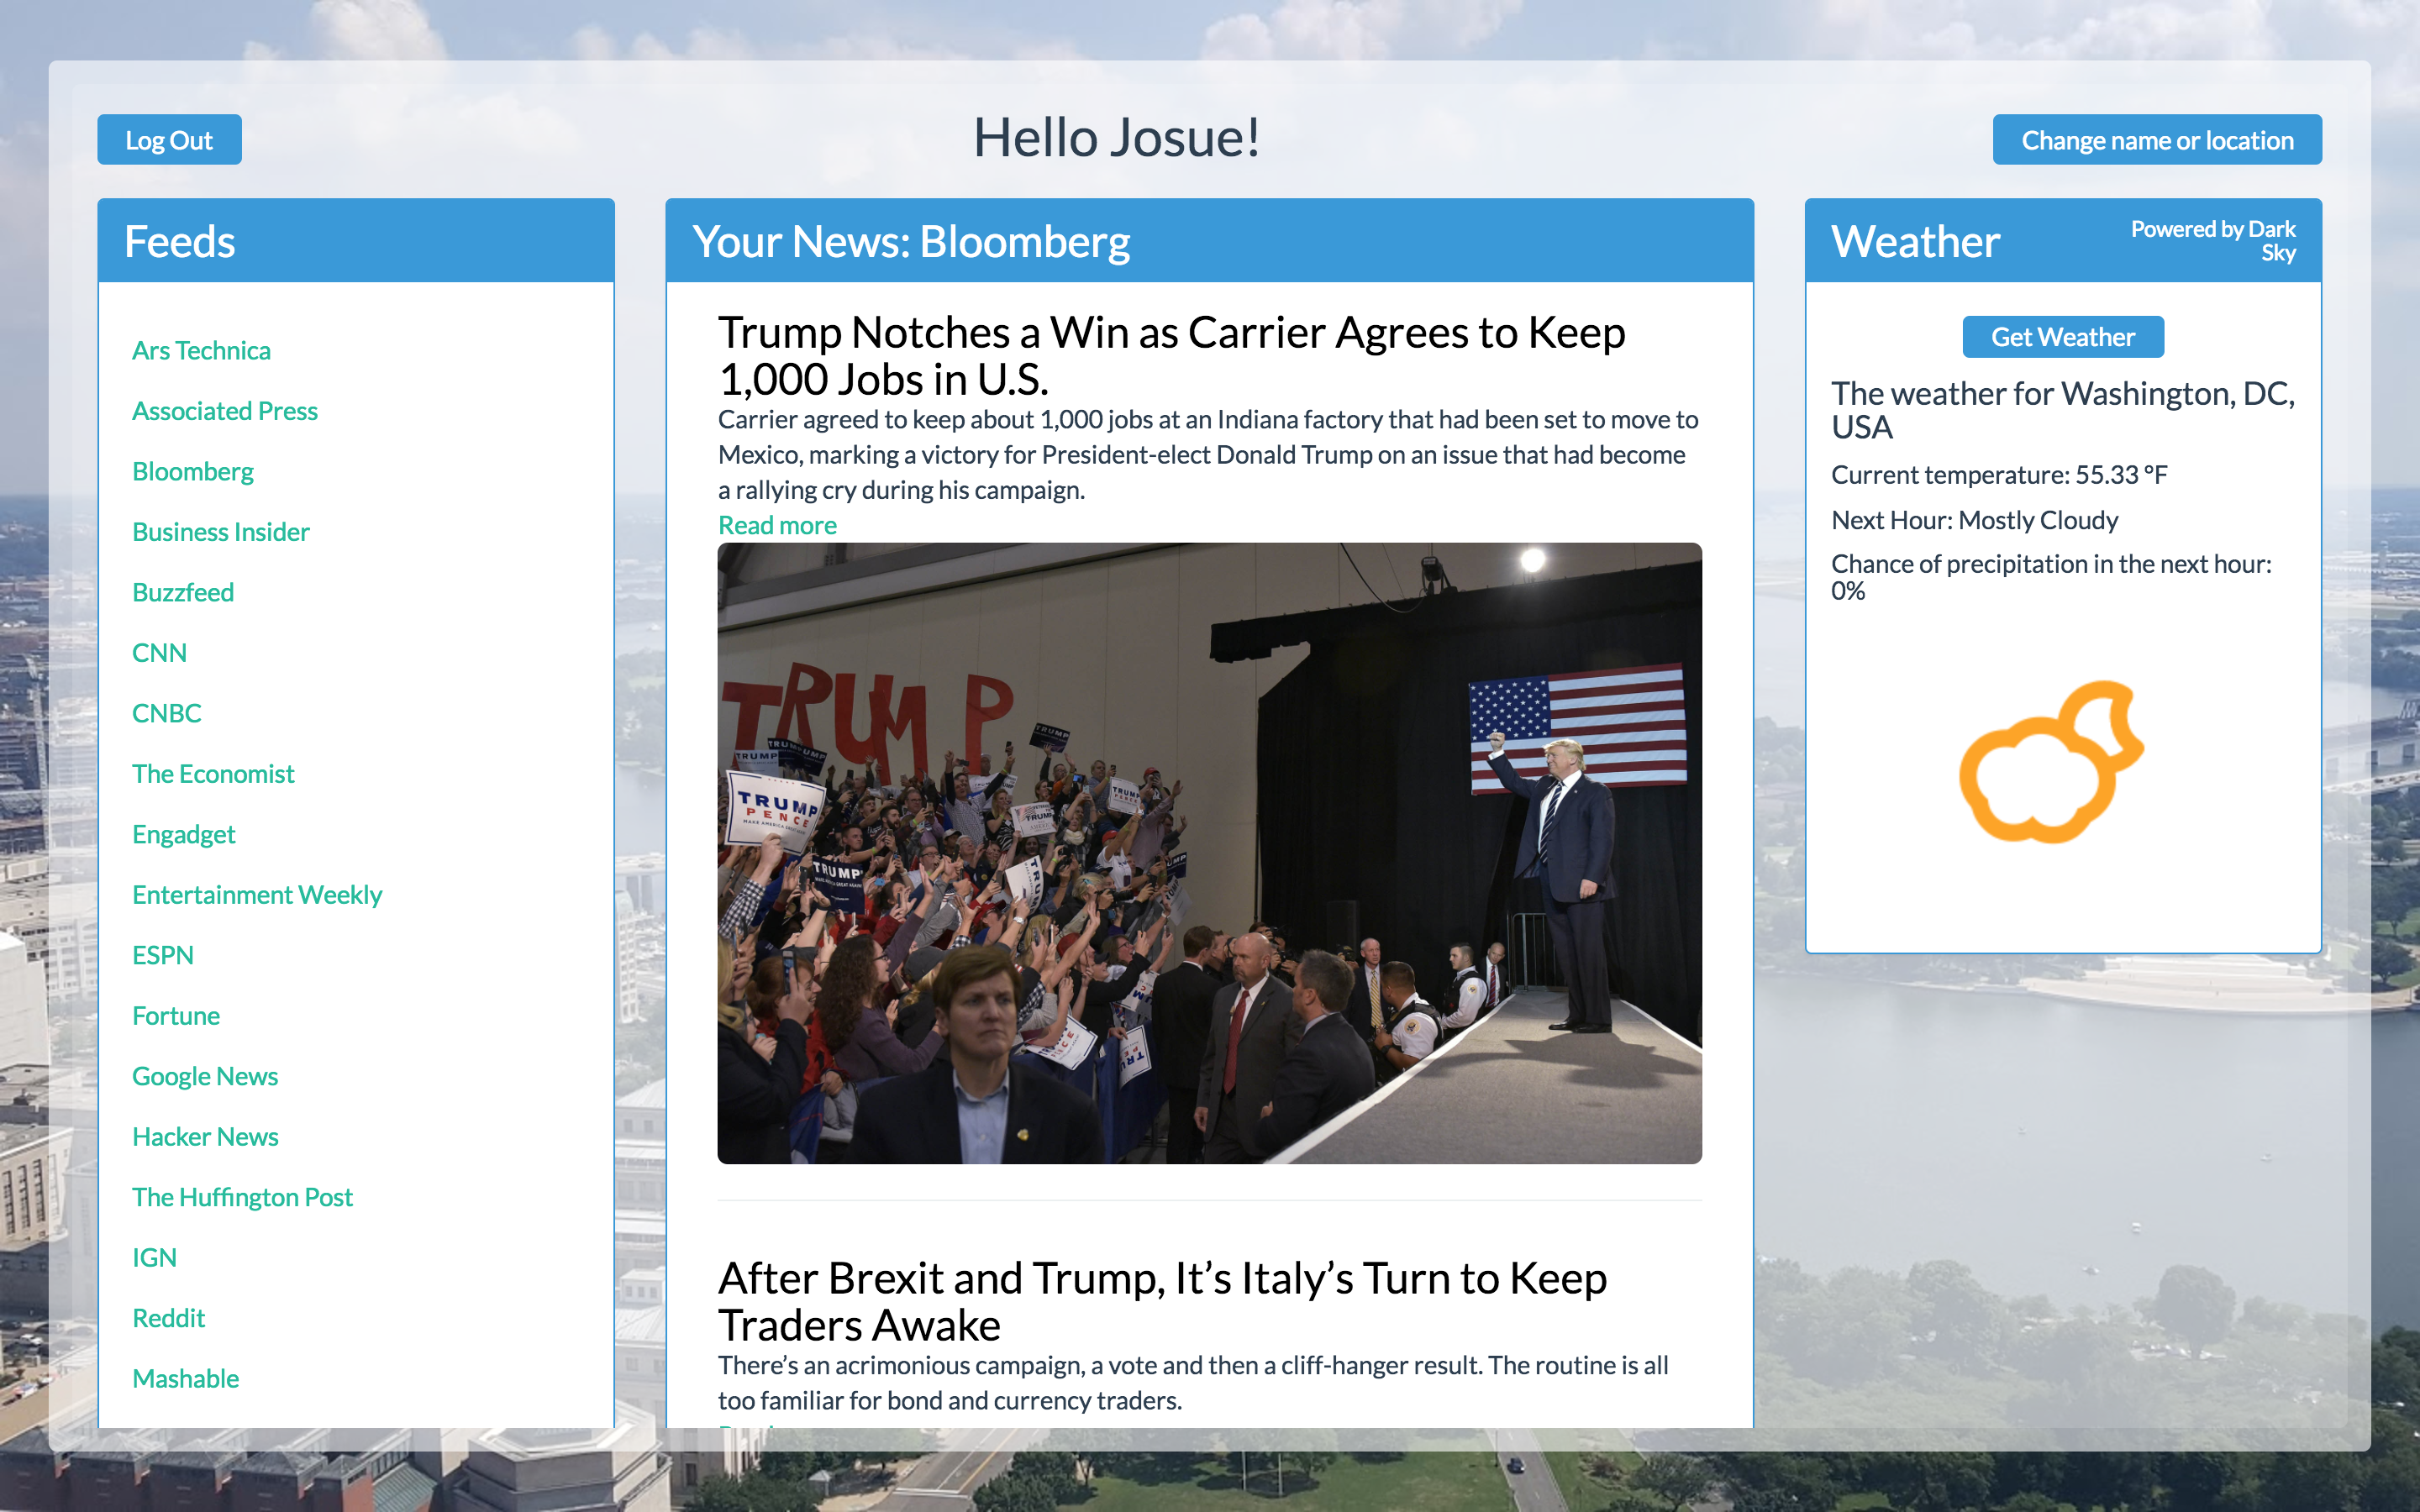 Log Out
Hello Josue!
Change name or location
Feeds
Ars Technica
Associated Press
Bloomberg
Business Insider
Buzzfeed
CNN
CNBC
The Economist
Engadget
Entertainment Weekly
ESPN
Fortune
Google News
Hacker News
The Huffington Post
IGN
Reddit
Mashable
Your News: Bloomberg
Trump Notches a Win as Carrier Agrees to Keep
1,000 Jobs in U.S.
Carrier agreed to keep about 1,000 jobs at an Indiana factory that had been set to move to
Mexico, marking a victory for President-elect Donald Trump on an issue that had become
a rallying cry during his campaign.
Read more
TRUMP
TRUMP
TRUMP
TRUMP
PENCE
MAKE AMERICA GREAT AGAIN
TRUMP
TRUMP
TRUMP
After Brexit and Trump, It’s Italy’s Turn to Keep
Traders Awake
There’s an acrimonious campaign, a vote and then a cliff-hanger result. The routine is all
too familiar for bond and currency traders.
Weather
Powered by Dark
Sky
Get Weather
The weather for Washington, DC,
USA
Current temperature: 55.33 °F
Next Hour: Mostly Cloudy
Chance of precipitation in the next hour:
0%